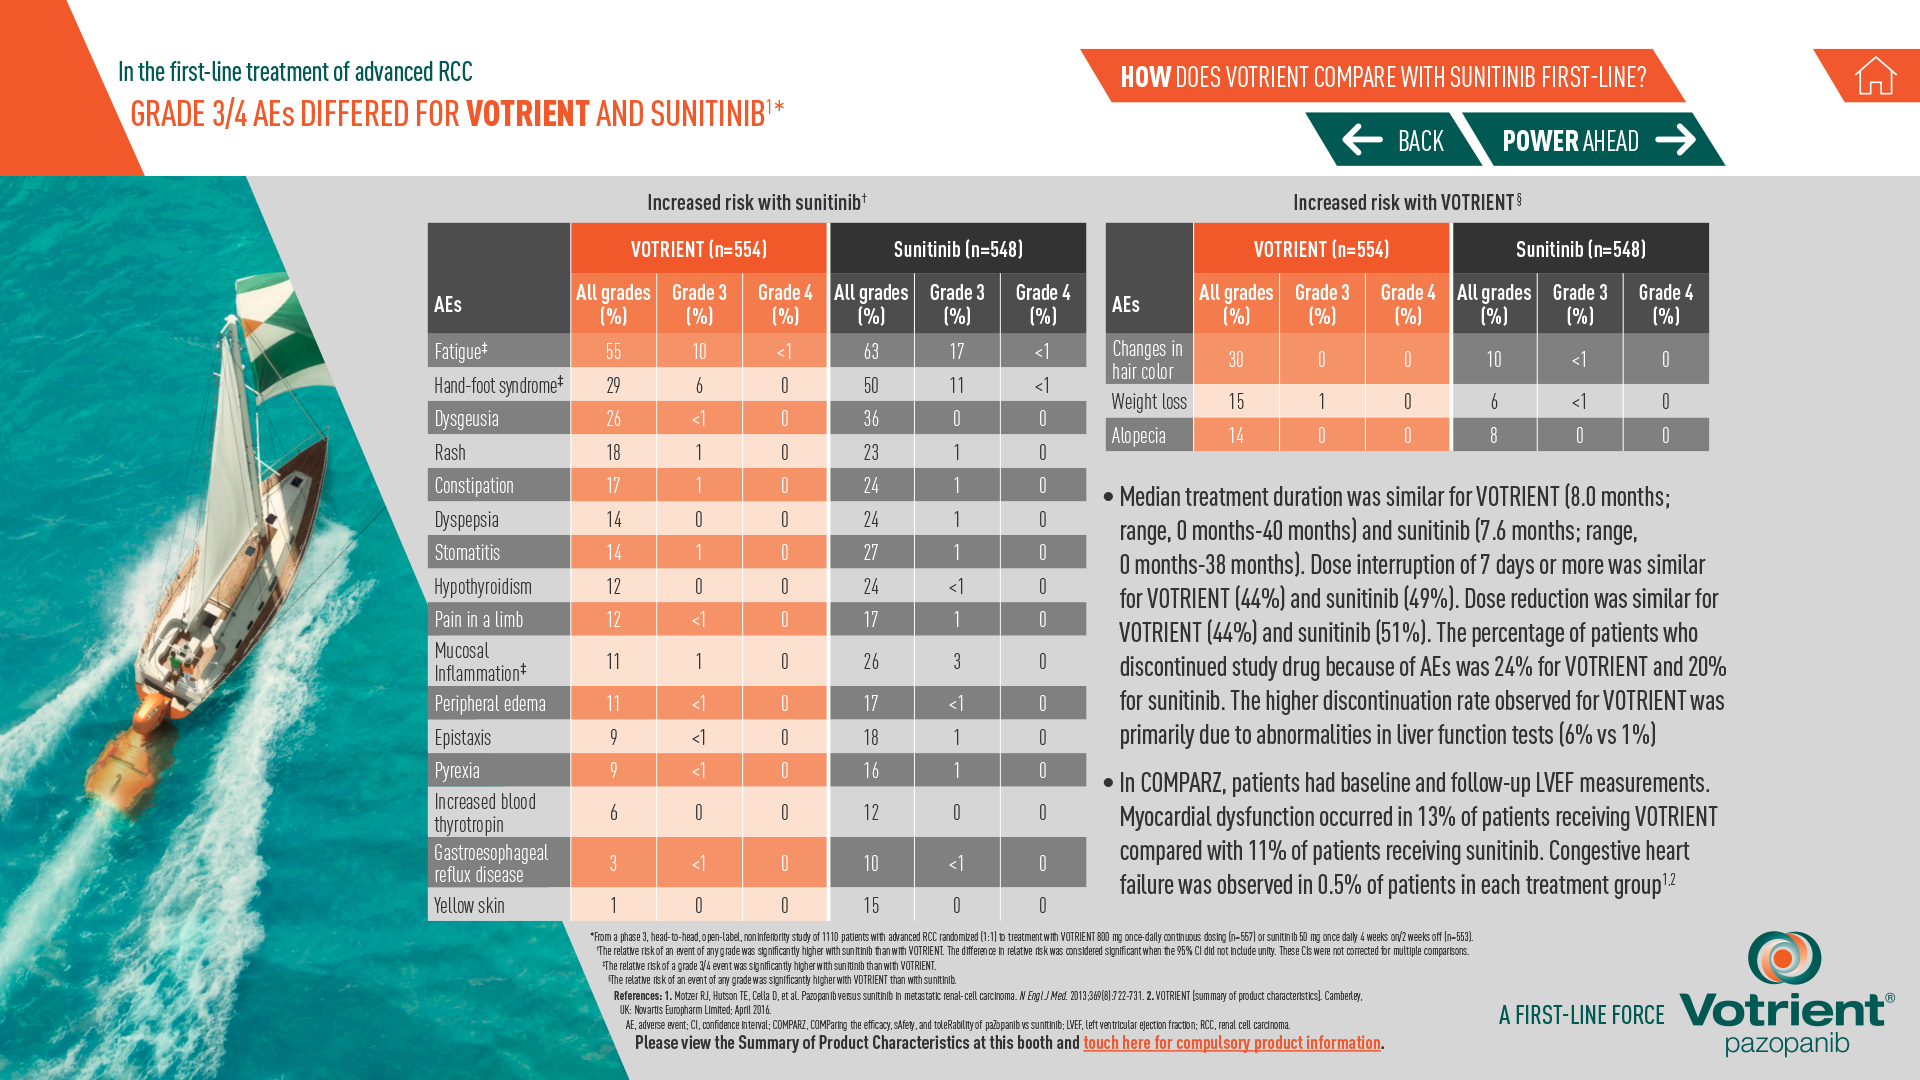 In the first-line treatment of advanced RCC
GRADE 3/4 AEs DIFFERED FOR VOTRIENT AND SUNITINIB1*
HOW DOES VOTRIENT COMPARE WITH SUNITINIB FIRST-LINE?
BACK
POWER AHEAD
Increased risk with sunitinib†
VOTRIENT (n=554) Sunitinib (n=548)
AEs All grades (%) Grade 3 (%) Grade 4 (%) All grades (%) Grade 3 (%) Grade 4 (%)
Fatigue‡ 55 10 <1 63 17 <1
Hand-foot syndrome‡ 29 6 0 50 11 <1
Dysgeusia 26 <1 0 36 0 0
Rash 18 1 0 23 1 0
Constipation 17 1 0 24 1 0
Dyspepsia 14 0 0 24 1 0
Stomatitis 14 1 0 27 1 0
Hypothyroidism 12 0 0 24 <1 0
Pain in a limb 12 <1 0 17 1 0
Mucosal
Inflammation‡ 11 1 0 26 3 0
Peripheral edema 11 <1 0 17 <1 0
Epistaxis 9 <1 0 18 1 0
Pyrexia 9 <1 0 16 1 0
Increased blood
thyrotropin 6 0 0 12 0 0
Gastroesophageal
reflux disease 3 <1 0 10 <1 0
Yellow skin 1 0 0 15 0 0
Increased risk with VOTRIENT§
VOTRIENT (n=554) Sunitinib (n=548)
AEs All grades (%) Grade 3 (%) Grade 4 (%) All grades (%) Grade 3 (%) Grade 4 (%)
Changes in
hair color 30 0 0 10 <1 0
Weight loss 15 1 0 6 <1 0
Alopecia 14 0 0 8 0 0
• Median treatment duration was similar for VOTRIENT (8.0 months;
range, 0 months-40 months) and sunitinib (7.6 months; range,
0 months-38 months). Dose interruption of 7 days or more was similar
for VOTRIENT (44%) and sunitinib (49%). Dose reduction was similar for
VOTRIENT (44%) and sunitinib (51%). The percentage of patients who
discontinued study drug because of AEs was 24% for VOTRIENT and 20%
for sunitinib. The higher discontinuation rate observed for VOTRIENT was
primarily due to abnormalities in liver function tests (6% vs 1%)
• In COMPARZ, patients had baseline and follow-up LVEF measurements.
Myocardial dysfunction occurred in 13% of patients receiving VOTRIENT
compared with 11% of patients receiving sunitinib. Congestive heart
failure was observed in 0.5% of patients in each treatment group1,2
*From a phase 3, head-to-head, open-label, noninferiority study of 1110 patients with advanced RCC randomized (1:1) to treatment with VOTRIENT 800 mg once-daily continuous dosing (n=557) or sunitinib 50 mg once daily 4 weeks on/2 weeks off (n=553).
†The relative risk of an event of any grade was significantly higher with sunitinib than with VOTRIENT. The difference in relative risk was considered significant when the 95% CI did not include unity. These CIs were not corrected for multiple comparisons.
‡The relative risk of a grade 3/4 event was significantly higher with sunitinib than with VOTRIENT.
§The relative risk of an event of any grade was significantly higher with VOTRIENT than with sunitinib.
References: 1. Motzer RJ, Hutson TE, Cella D, et al. Pazopanib versus sunitinib in metastatic renal-cell carcinoma. N Engl J Med. 2013;369(8):722-731. 2. VOTRIENT [summary of product characteristics]. Camberley,
UK: Novartis Europharm Limited; April 2016.
AE, adverse event; CI, confidence interval; COMPARZ, COMParing the efficacy, sAfety, and toleRability of paZopanib vs sunitinib; LVEF, left ventricular ejection fraction; RCC, renal cell carcinoma.
Please view the Summary of Product Characteristics at this booth and touch here for compulsory product information.
A FIRST-LINE FORCE
Votrient®
pazopanib